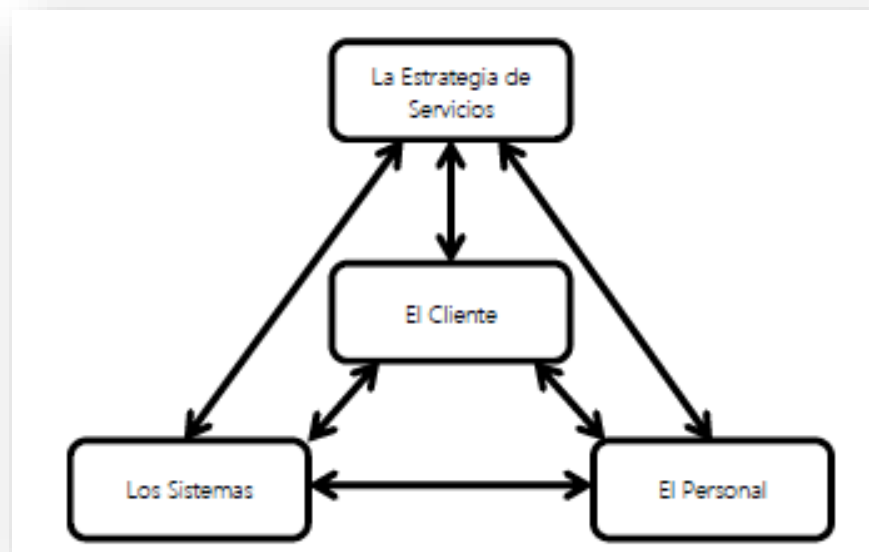 La Estrategia de
Servicios
El Cliente
Los Sistemas
El Personal